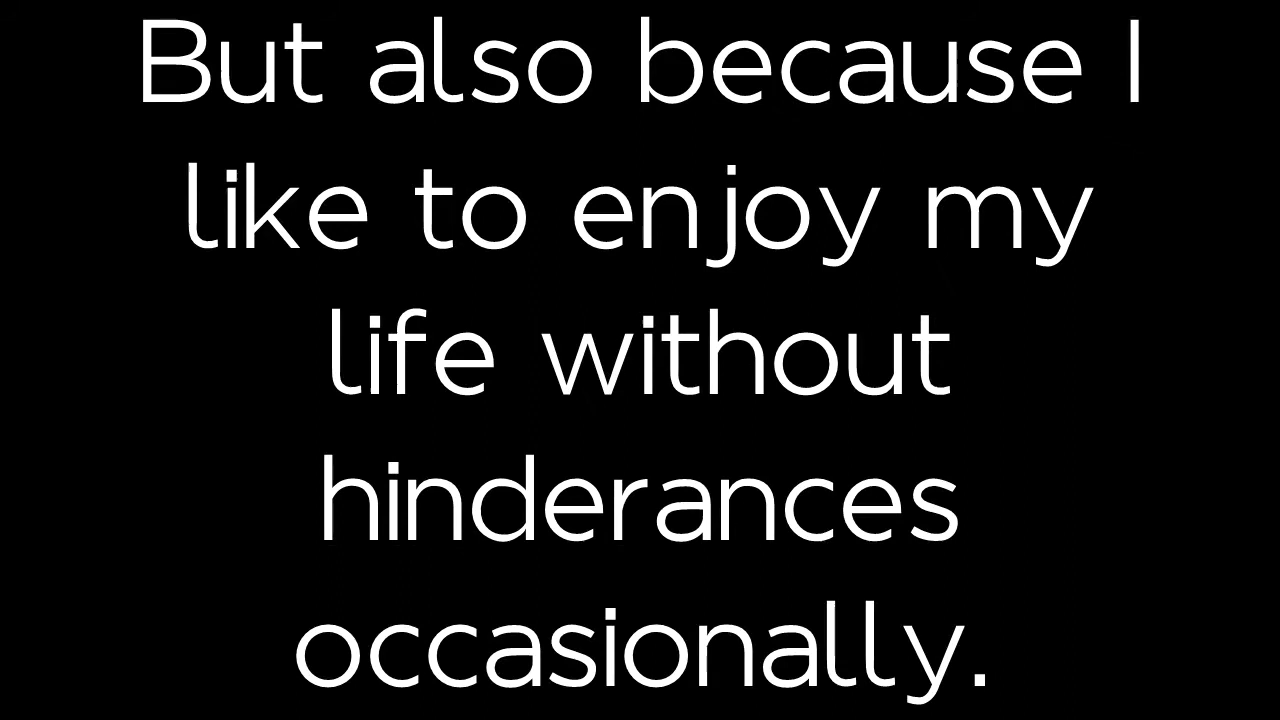 But also because I
like to enjoy my
life without
hinderances
occasionally.